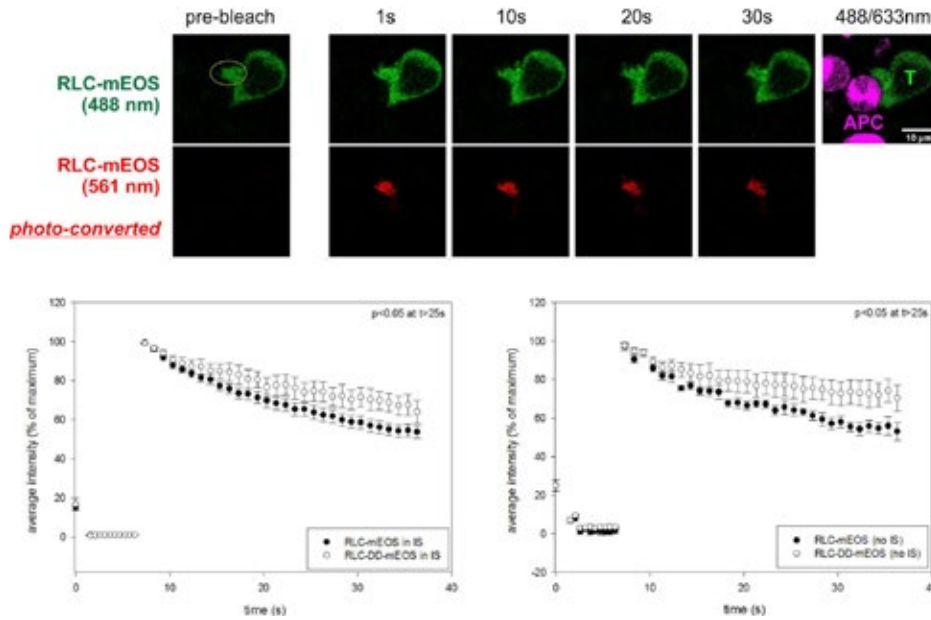 pre-bleach 1s 10s 20s 30s 488/633nm
RLC-mEOS
(488 nm)
T
APC
10 µm
RLC-mEOS
(561 nm)
photo-converted
120
100
80
60
40
20
0
average intensity (% of maximum)
p<0.05 at t>25s
RLC-mEOS in IS
RLC-DD-mEOS in IS
0 10 20 30 40
time (s)
120
100
80
60
40
20
0
-20
average intensity (% of maximum)
p<0.05 at t>25s
RLC-mEOS (no IS)
RLC-DD-mEOS (no IS)
0 10 20 30 40
time (s)